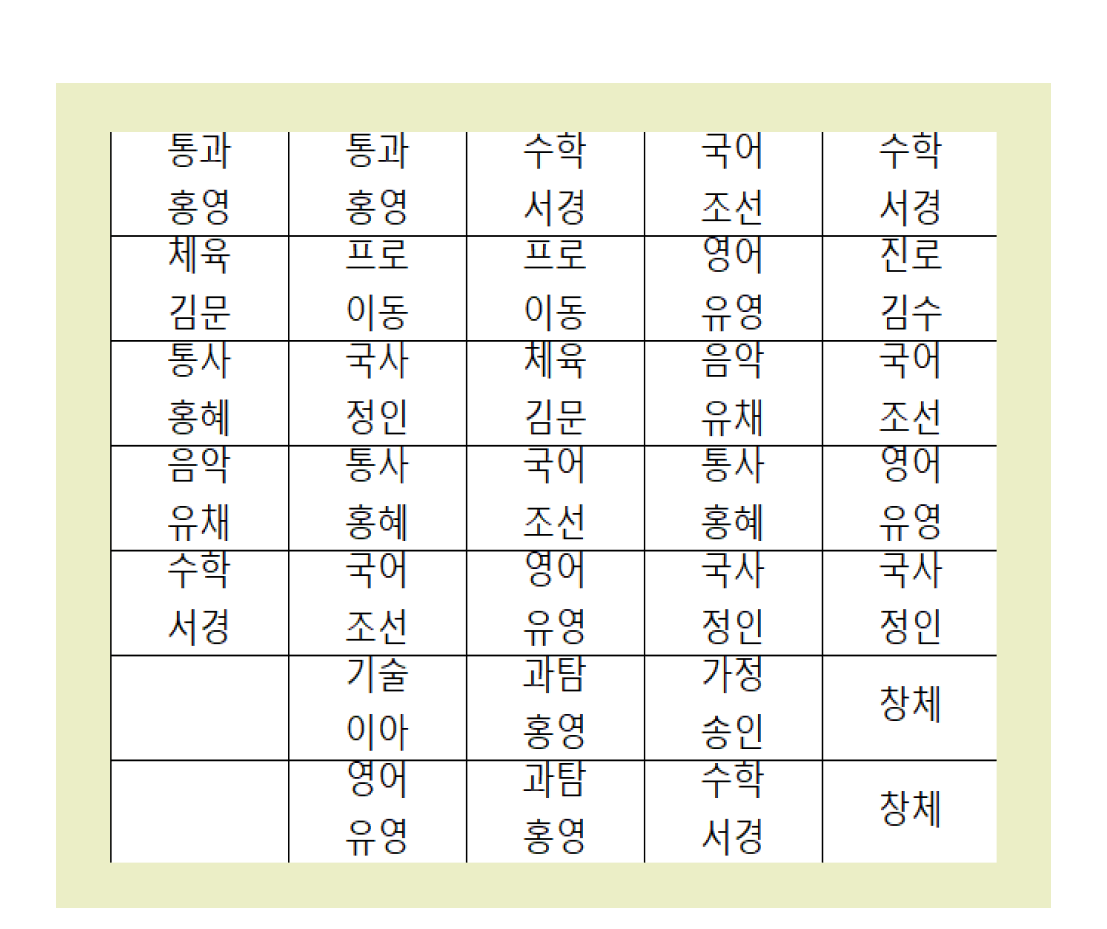 통과 통과 수학 국어 수학
홍영 홍영 서경 조선 서경
체육 프로 프로 영어 진로
김문 이동 이동 유영 김수
통사 국사 체육 음악 국어
홍혜 정인 김문 유채 조선
음악 통사 국어 통사 영어
유채 홍혜 조선 홍혜 유영
수학 국어 영어 국사 국사
서경 조선 유영 정인 정인
기술 과탐 가정 창체
이아 홍영 송인
영어 과탐 수학 창체
유영 홍영 서경